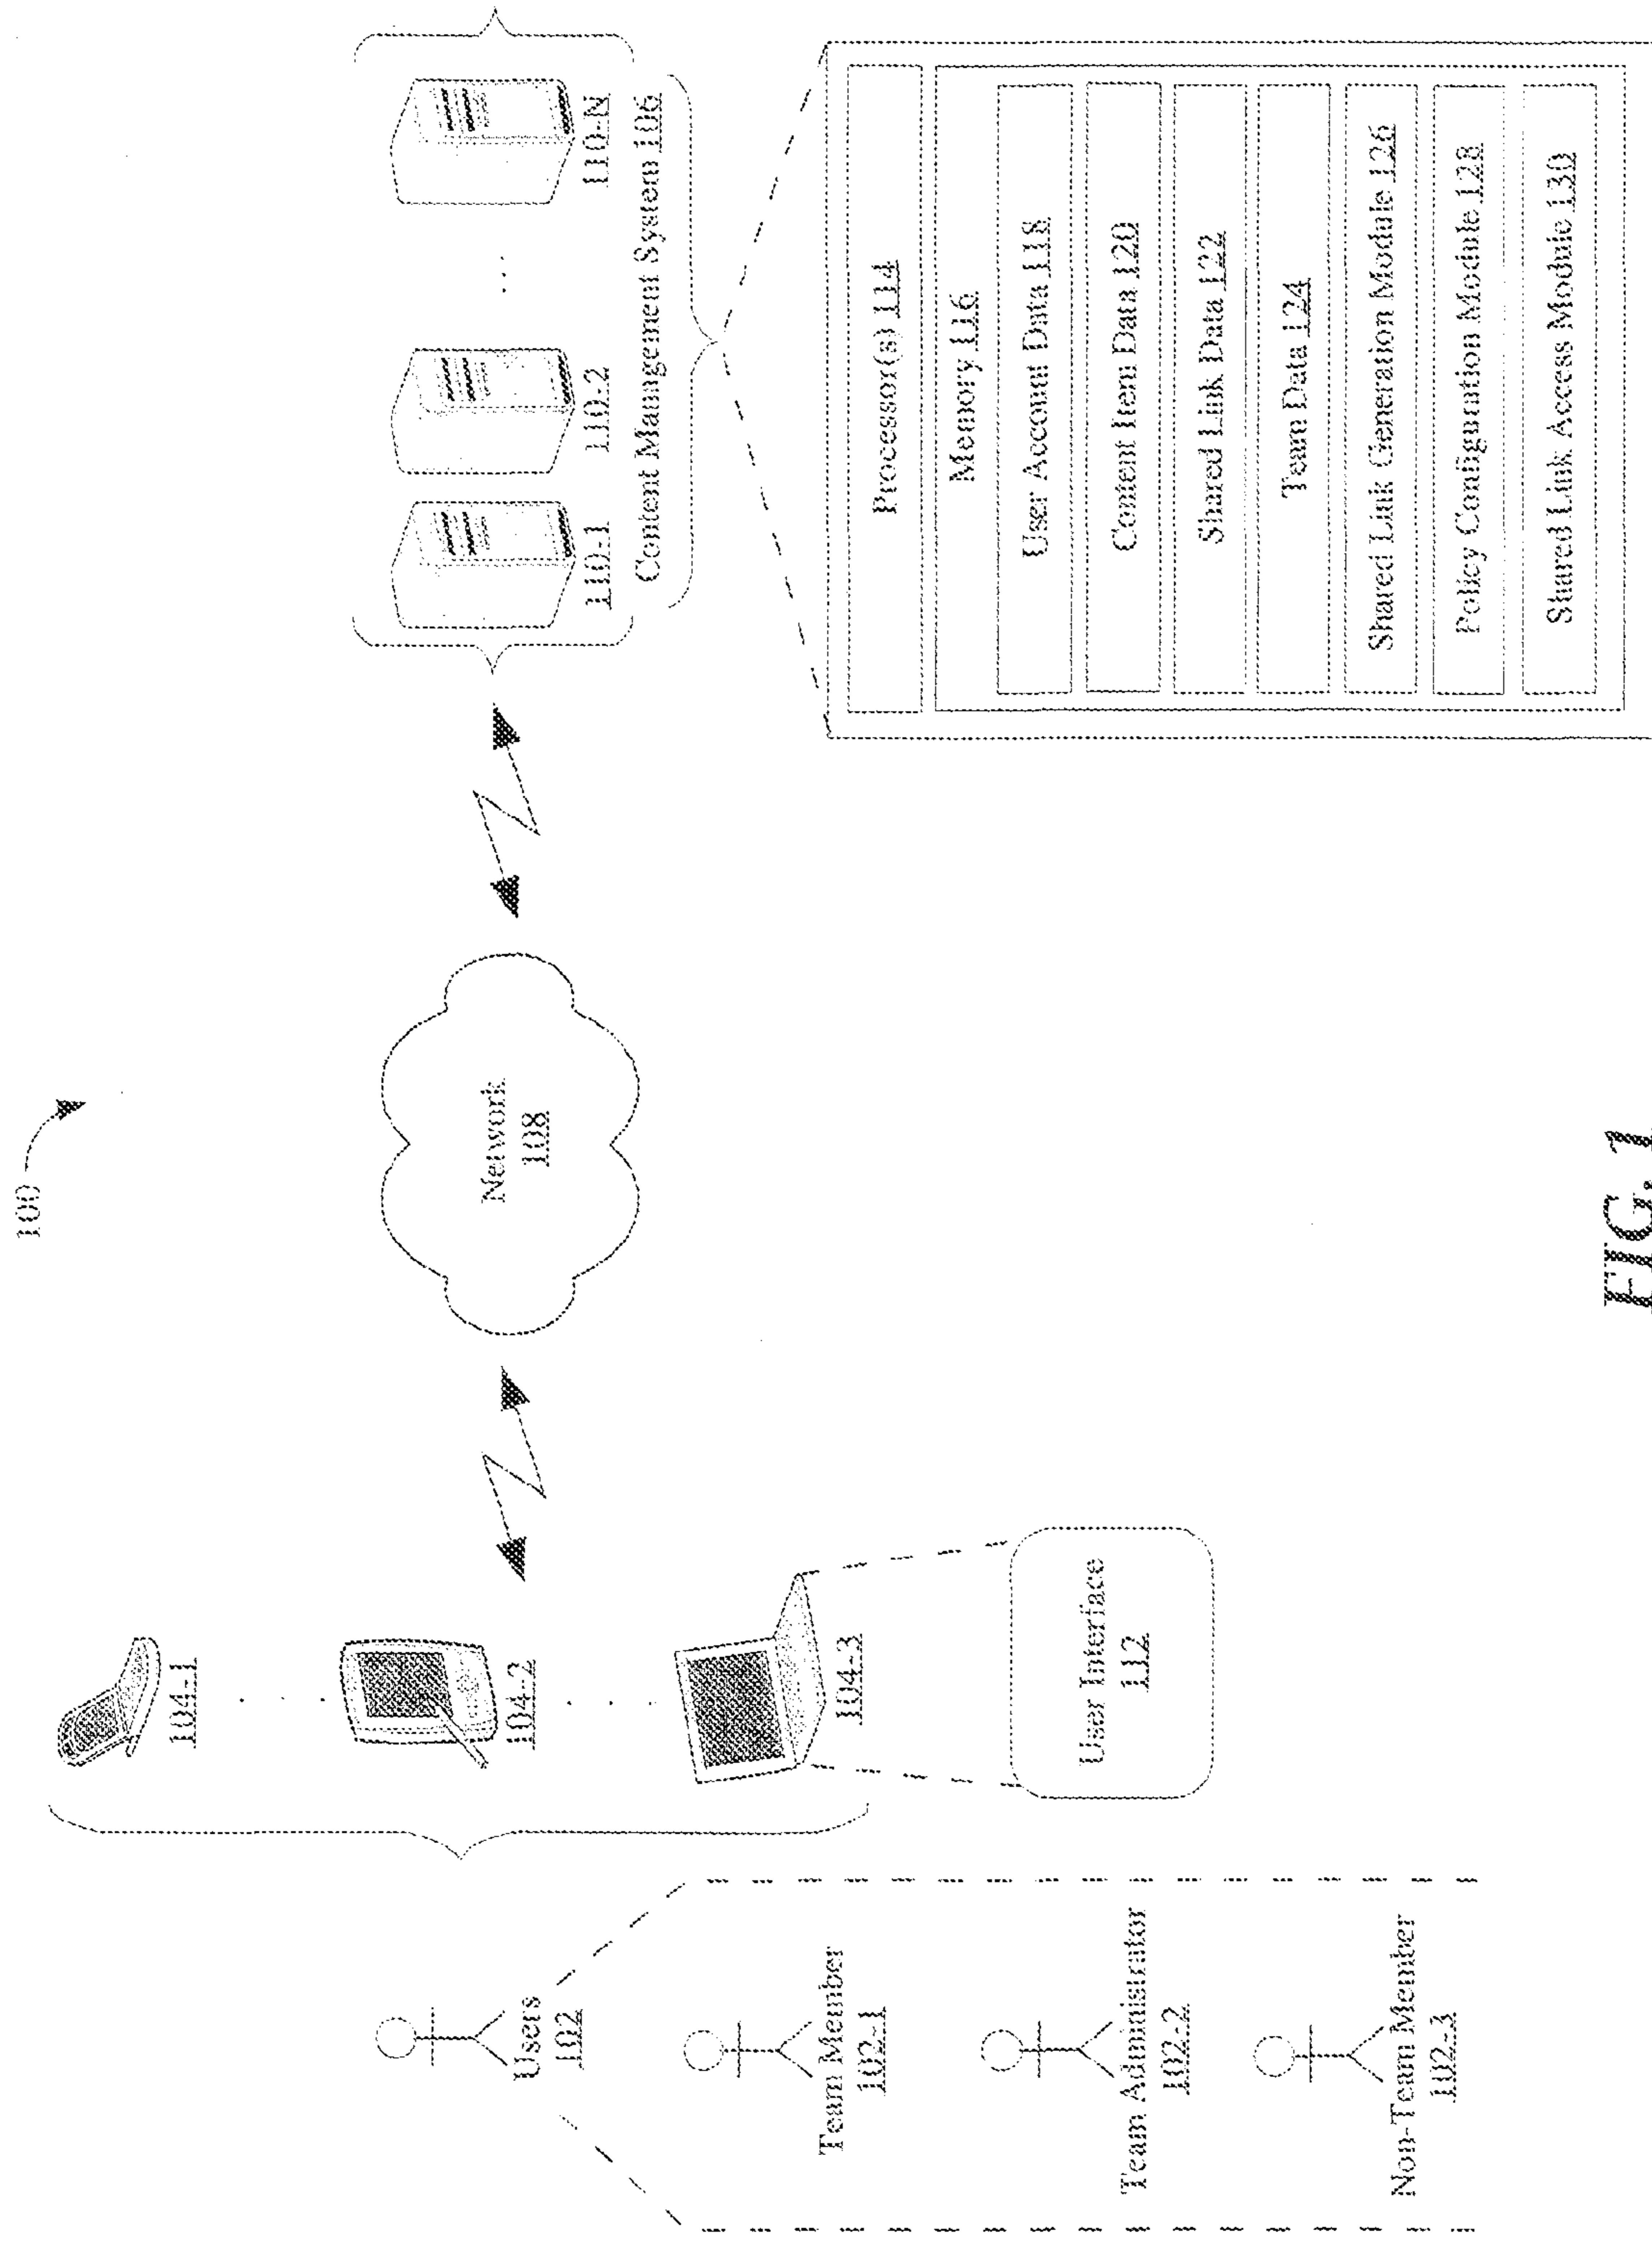 100
Users
102
Team Member
102-1
Team Administrator
102-2
Non-Team Member
102-3
104-1
104-2
104-3
User Interface
112
Network
108
110-1
110-2
...
110-N
Content Management System 106
Processor(s) 114
Memory 116
User Account Data 118
Content Item Data 120
Shared Link Data 122
Team Data 124
Shared Link Generation Module 126
Policy Configuration Module 128
Shared Link Access Module 130
FIG. 1